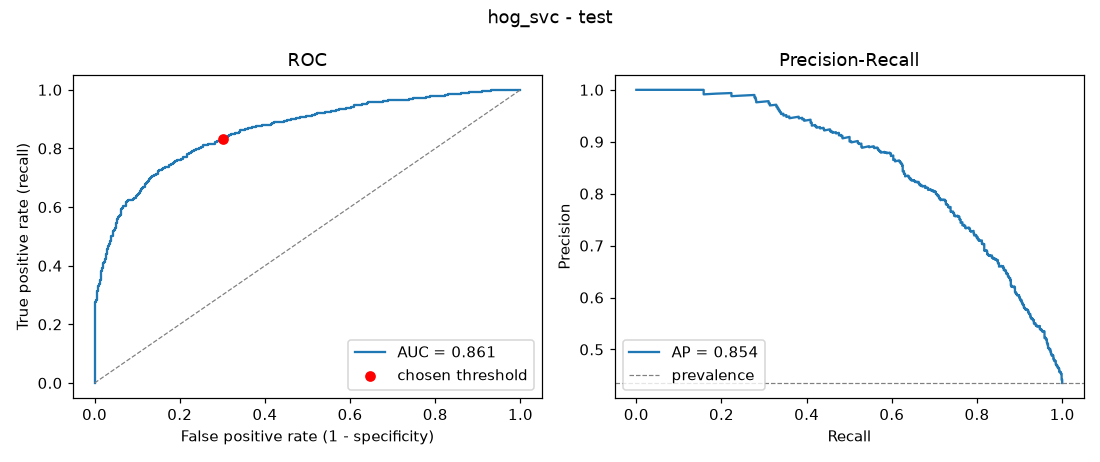 hog_svc - test
ROC
True positive rate (recall)
1.0
0.8
0.6
0.4
0.2
0.0
AUC = 0.861
chosen threshold
0.0 0.2 0.4 0.6 0.8 1.0
False positive rate (1 - specificity)
Precision-Recall
Precision
1.0
0.9
0.8
0.7
0.6
0.5
AP = 0.854
prevalence
0.0 0.2 0.4 0.6 0.8 1.0
Recall